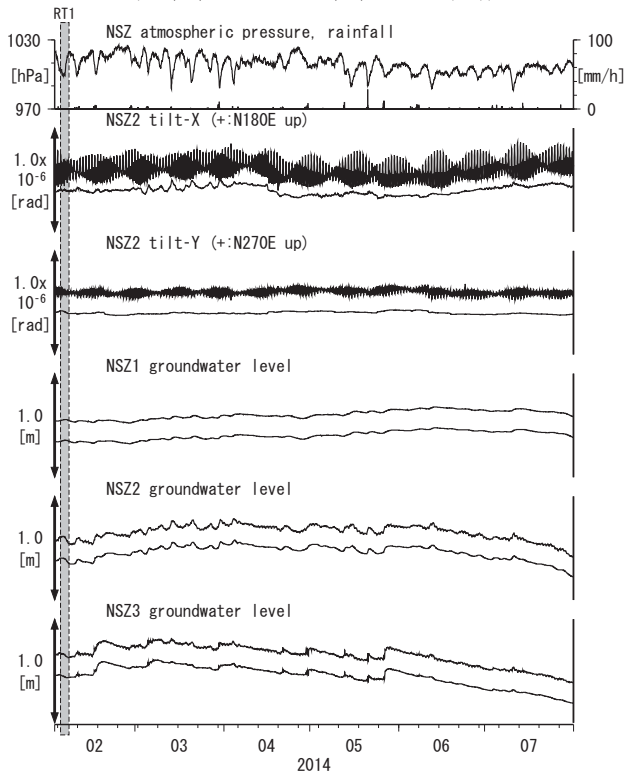 RT1
NSZ atmospheric pressure, rainfall
1030
[hPa]
970
100
[mm/h]
0
NSZ2 tilt-X (+:N180E up)
1.0x
10-6
[rad]
NSZ2 tilt-Y (+:N270E up)
1.0x
10-6
[rad]
NSZ1 groundwater level
1.0
[m]
NSZ2 groundwater level
1.0
[m]
NSZ3 groundwater level
1.0
[m]
02 03 04 05 06 07
2014